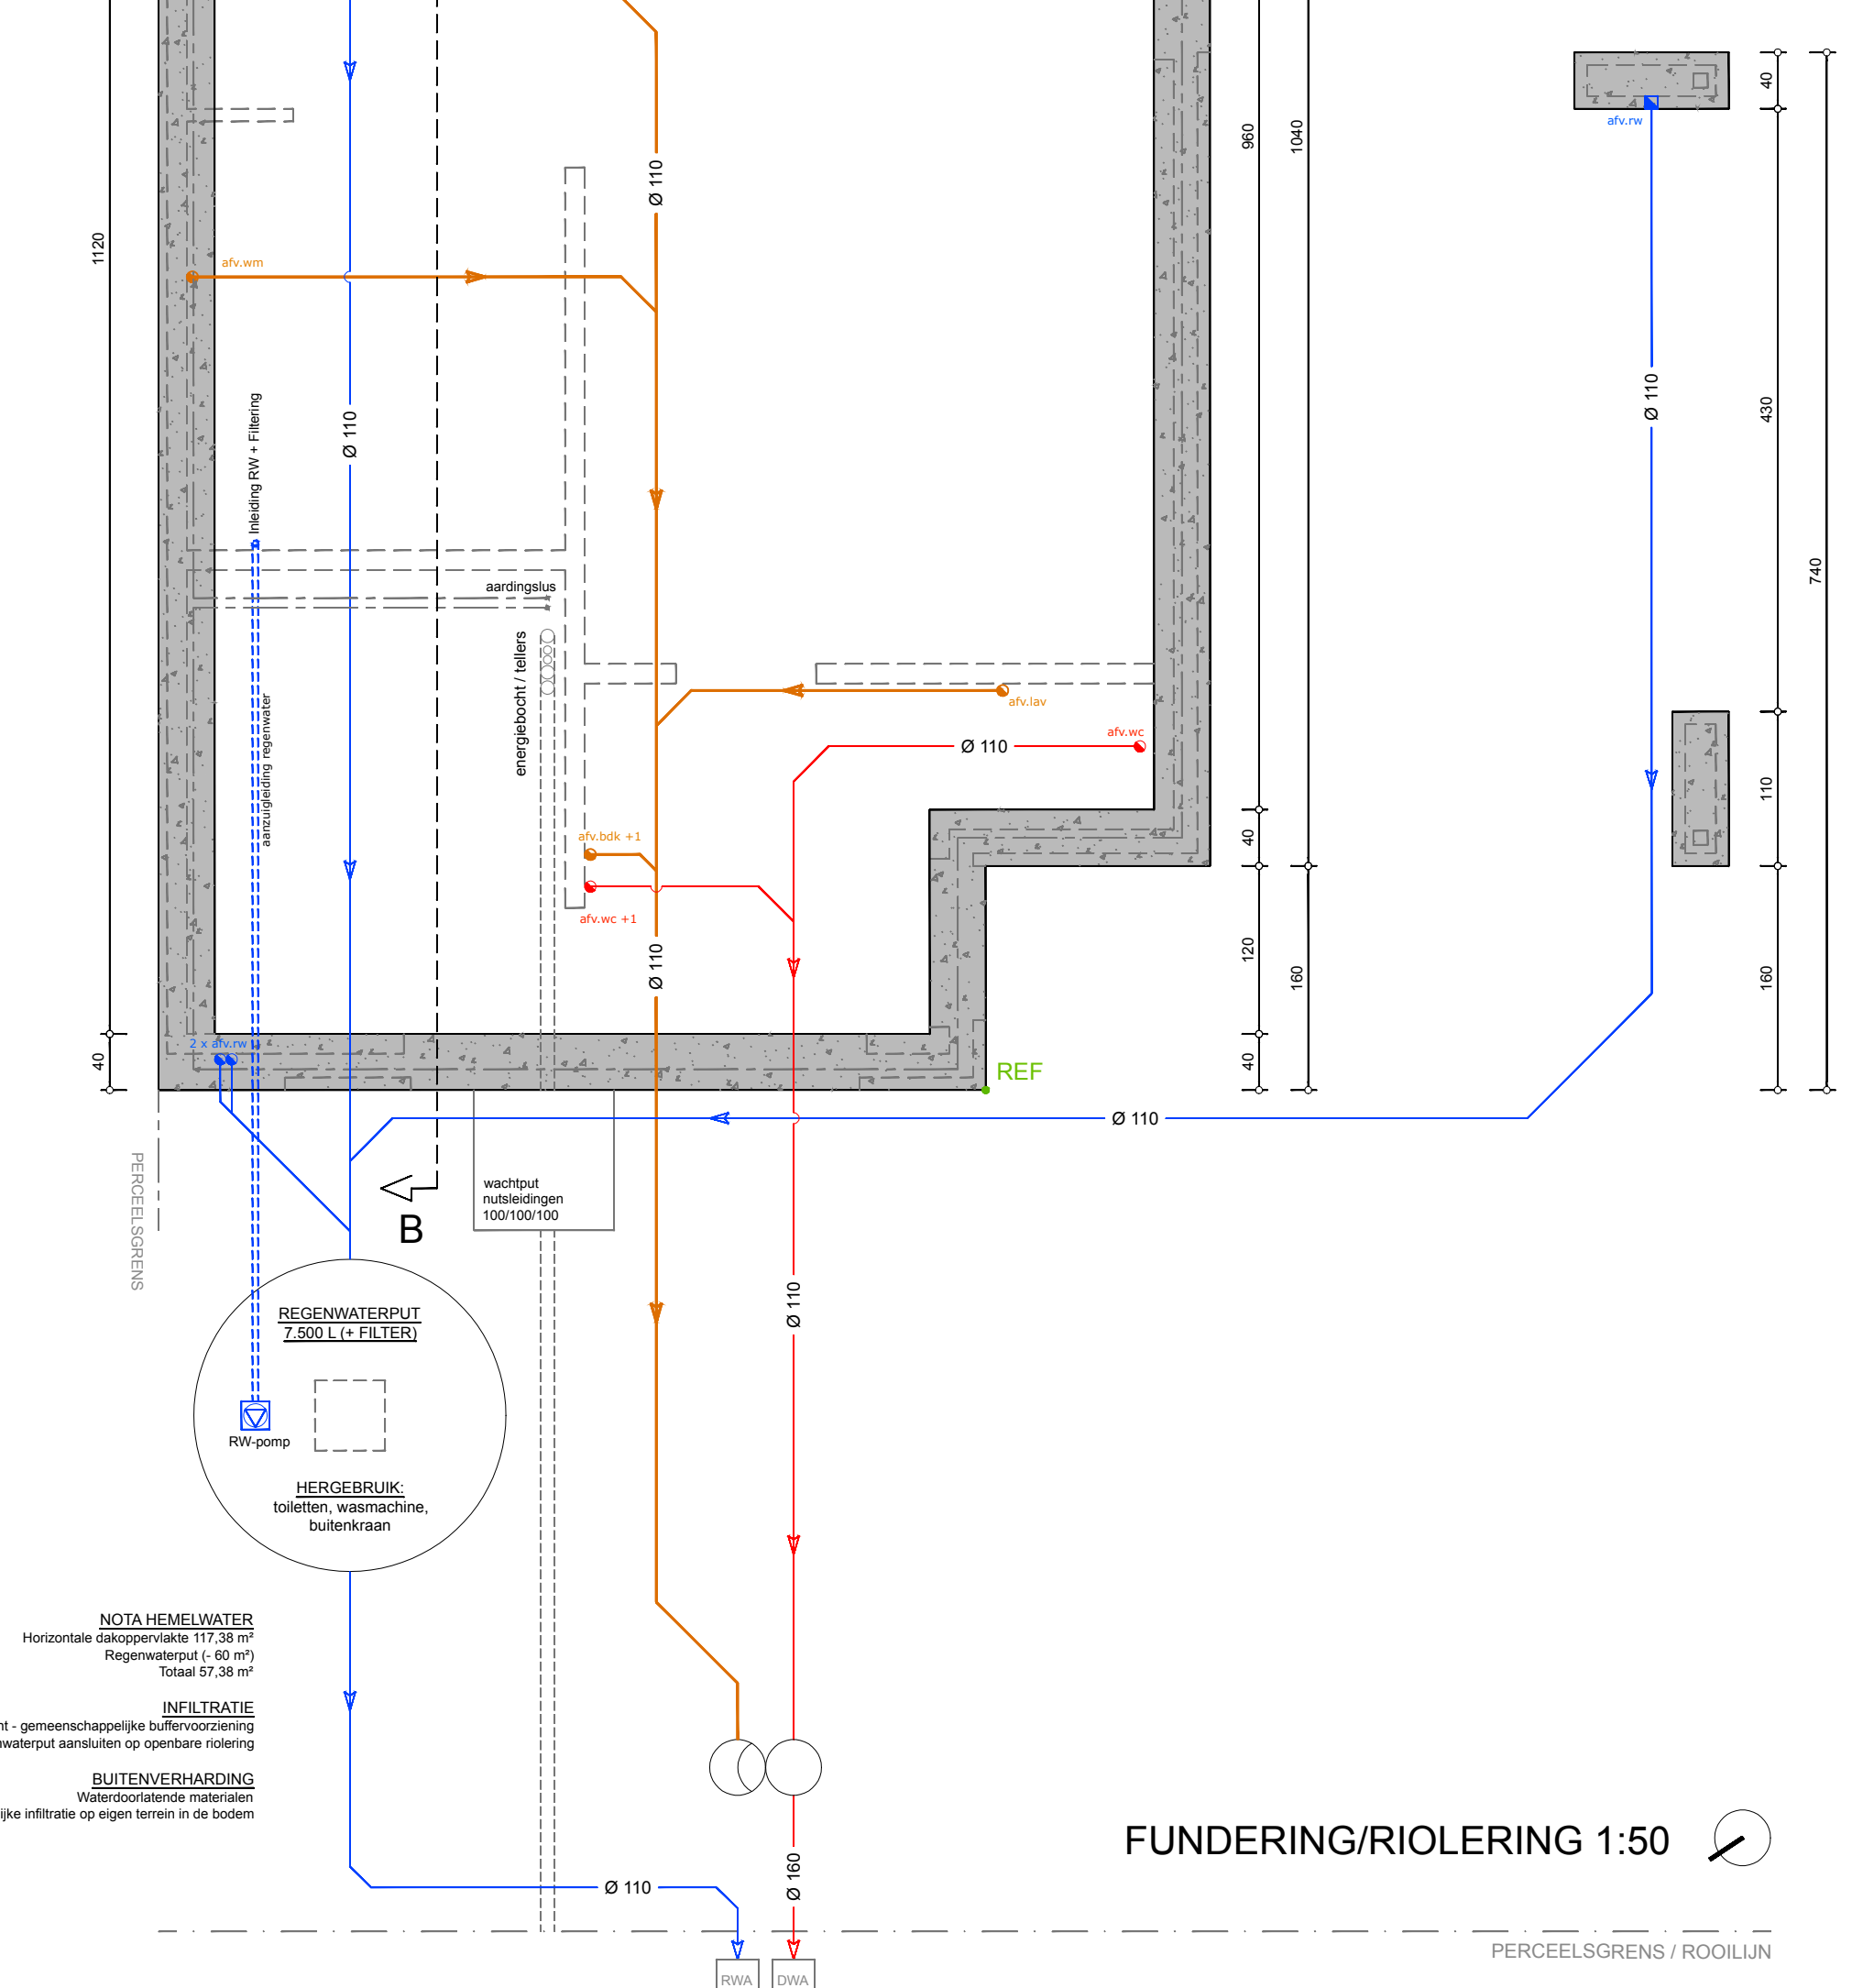 40
afv.rw
960
1040
Ø 110
1120
afv.wm
Ø 110
430
Ø 110
Inleiding RW + Filtering
740
aardingslus
energiebocht / tellers
aanzuigleiding regenwater
afv.lav
afv.wc
Ø 110
110
afv.bdk +1
40
afv.wc +1
Ø 110
120
160
160
2 x afv.rw
40
40
REF
Ø 110
PERCEELSGRENS
wachtput
nutsleidingen
100/100/100
B
Ø 110
REGENWATERPUT
7.500 L (+ FILTER)
RW-pomp
HERGEBRUIK:
toiletten, wasmachine,
buitenkraan
NOTA HEMELWATER
Horizontale dakoppervlakte 117,38 m²
Regenwaterput (- 60 m²)
Totaal 57,38 m²
INFILTRATIE
nt - gemeenschappelijke buffervoorziening
nwaterput aansluiten op openbare riolering
BUITENVERHARDING
Waterdoorlatende materialen
ijke infiltratie op eigen terrein in de bodem
FUNDERING/RIOLERING 1:50
Ø 160
Ø 110
PERCEELSGRENS / ROOILIJN
RWA
DWA